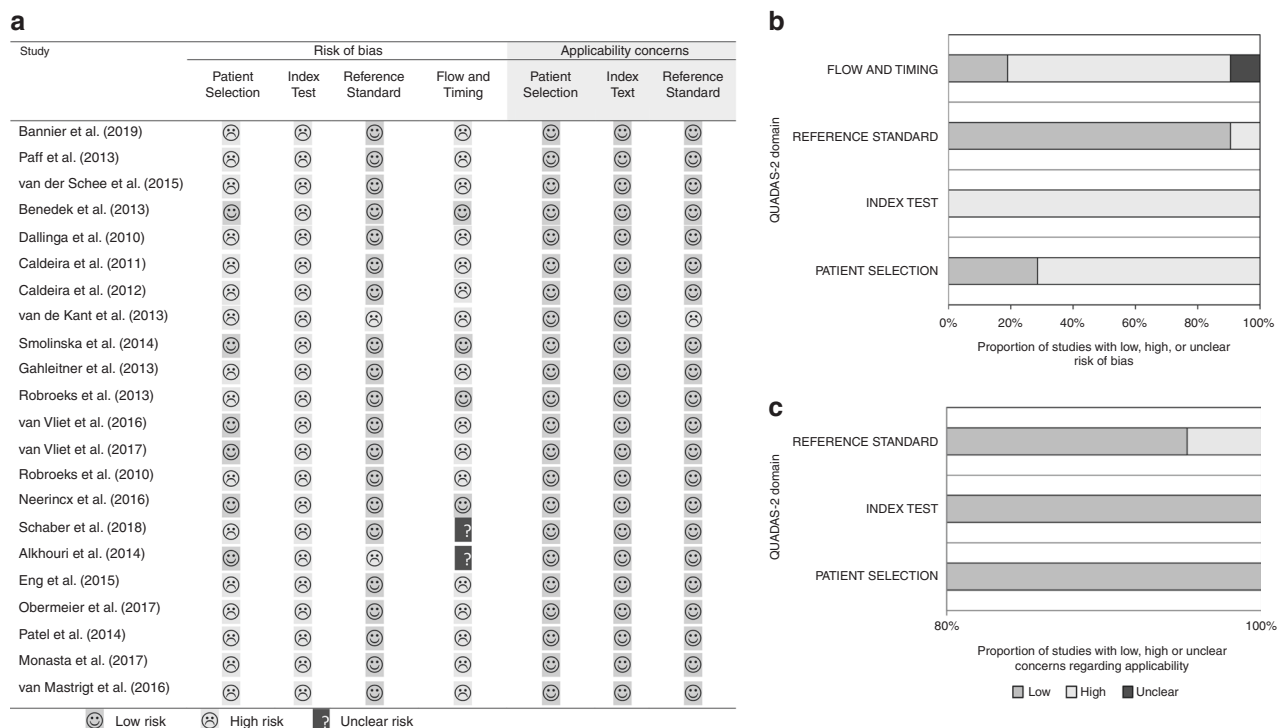 a
Study
Risk of bias
Applicability concerns
Patient Selection
Index Test
Reference Standard
Flow and Timing
Patient Selection
Index Text
Reference Standard
Bannier et al. (2019)
Paff et al. (2013)
van der Schee et al. (2015)
Benedek et al. (2013)
Dallinga et al. (2010)
Caldeira et al. (2011)
Caldeira et al. (2012)
van de Kant et al. (2013)
Smolinska et al. (2014)
Gahleitner et al. (2013)
Robroeks et al. (2013)
van Vliet et al. (2016)
van Vliet et al. (2017)
Robroeks et al. (2010)
Neerincx et al. (2016)
Schaber et al. (2018) ?
Alkhouri et al. (2014) ?
Eng et al. (2015)
Obermeier et al. (2017)
Patel et al. (2014)
Monasta et al. (2017)
van Mastrigt et al. (2016)
Low risk
High risk
? Unclear risk
b
QUADAS-2 domain
FLOW AND TIMING
REFERENCE STANDARD
INDEX TEST
PATIENT SELECTION
0% 20% 40% 60% 80% 100%
Proportion of studies with low, high, or unclear
risk of bias
c
QUADAS-2 domain
REFERENCE STANDARD
INDEX TEST
PATIENT SELECTION
80% 100%
Proportion of studies with low, high or unclear
concerns regarding applicability
Low High Unclear